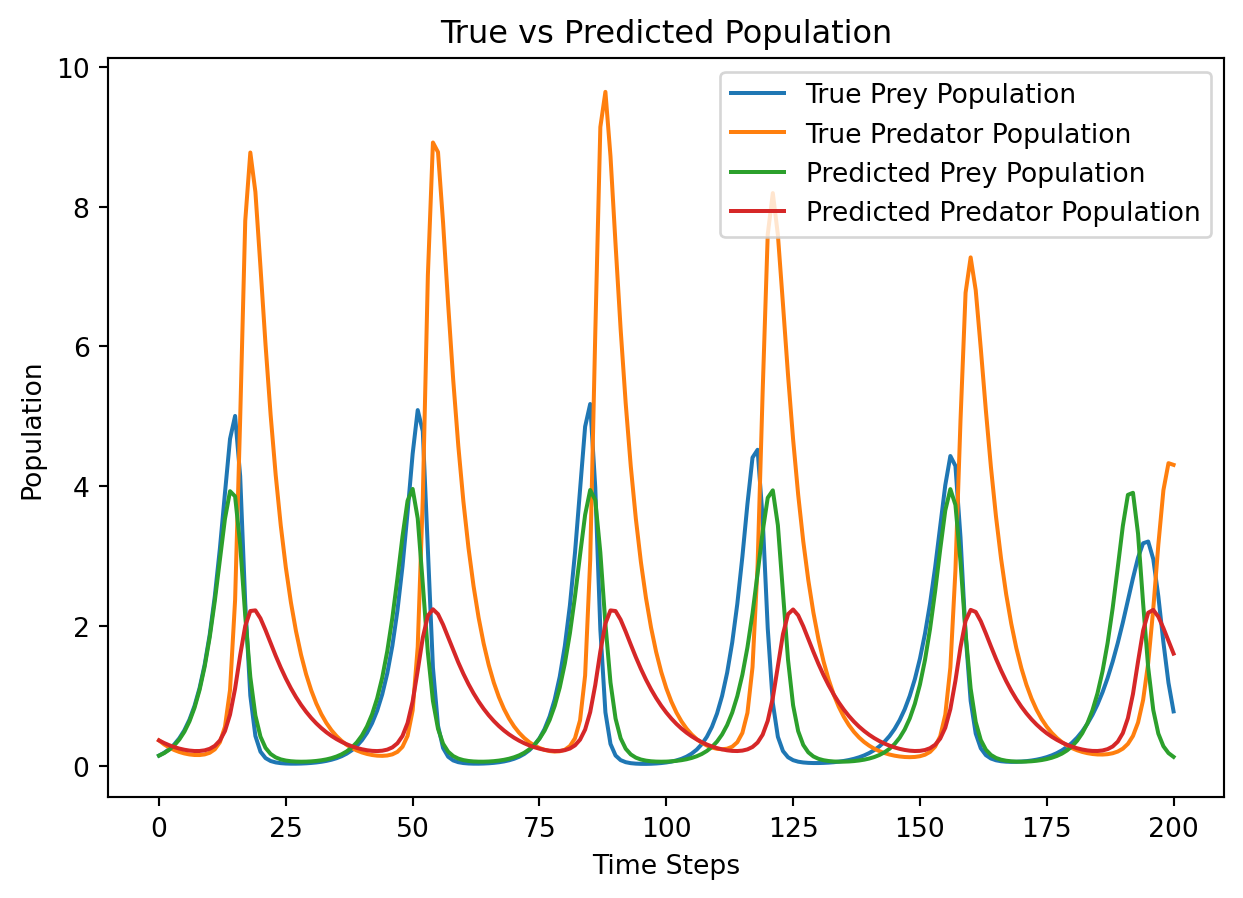 True vs Predicted Population
10
8
6
4
2
0
Population
True Prey Population
True Predator Population
Predicted Prey Population
Predicted Predator Population
0 25 50 75 100 125 150 175 200
Time Steps